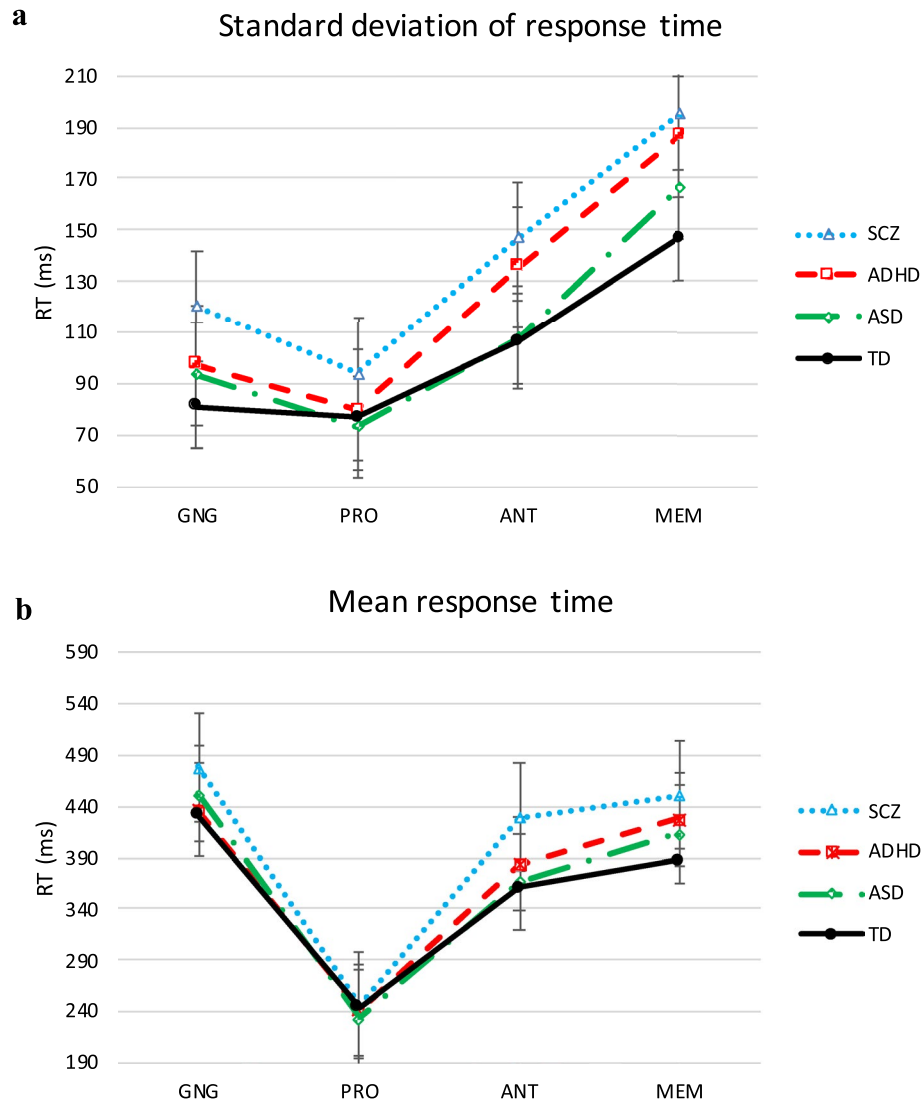 a
Standard deviation of response time
210
190
170
150
130
110
90
70
50
RT (ms)
GNG PRO ANT MEM
SCZ
ADHD
ASD
TD
b
Mean response time
590
540
490
440
390
340
290
240
190
RT (ms)
GNG PRO ANT MEM
SCZ
ADHD
ASD
TD